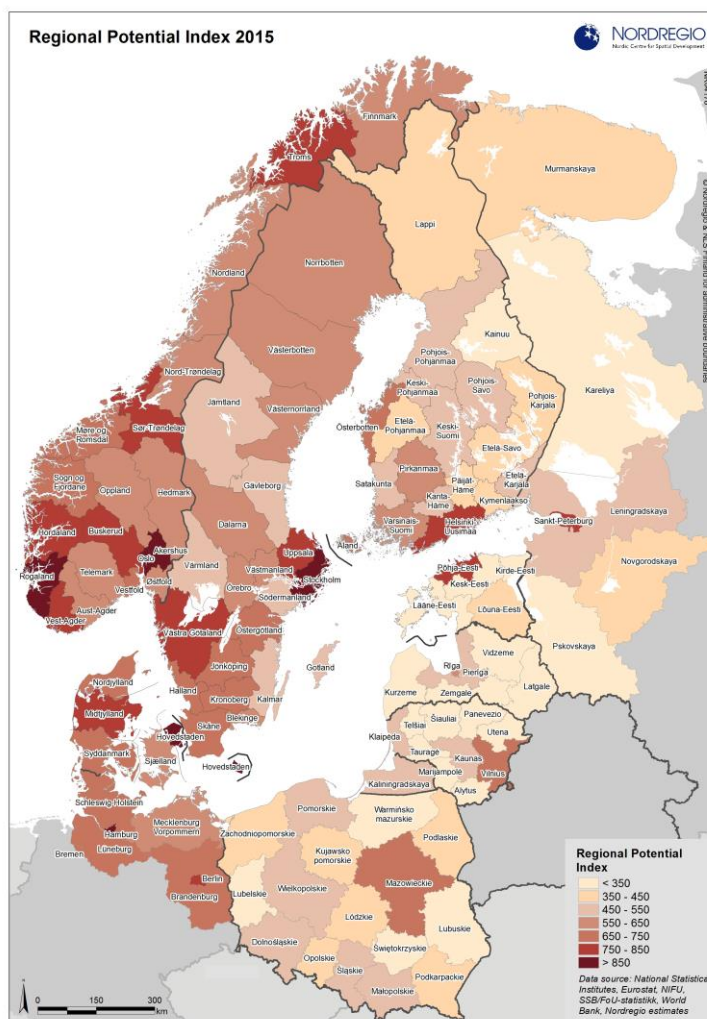 Regional Potential Index 2015
NORDREGIO
Nordic Centre for Spatial Development
© Nordregio & NLS Finland for administrative boundaries
Finnmark
Troms
Murmanskaya
Lappi
Nordland
Norrbotten
Kainuu
Västerbotten
Pohjois-
Pohjanmaa
Kareliya
Nord-Trøndelag
Keski-
Pohjanmaa
Pohjois-
Savo
Pohjois-
Karjala
Jämtland
Västernorrland
Österbotten
Etelä-
Pohjanmaa
Keski-
Suomi
Sør-Trøndelag
Møre og
Romsdal
Etelä-Savo
Pirkanmaa
Sogn og
Fjordane
Oppland
Hedmark
Gävleborg
Satakunta
Päijät-
Häme
Etelä-
Karjala
Kanta-
Häme
Kymenlaakso
Leningradskaya
Dalarna
Varsinais-
Suomi
Helsinki-
Uusimaa
Sankt-Peterburg
Hordaland
Buskerud
Åland
Akershus
Oslo
Uppsala
Novgorodskaya
Rogaland
Telemark
Värmland
Västmanland
Stockholm
Põhja-Eesti
Kirde-Eesti
Kesk-Eesti
Østfold
Vestfold
Örebro
Södermanland
Aust-Agder
Vest-Agder
Lääne-Eesti
Lõuna-Eesti
Västra Götaland
Östergötland
Pskovskaya
Jönköping
Gotland
Vidzeme
Rīga
Pierīga
Nordjylland
Halland
Kalmar
Kronoberg
Kurzeme
Zemgale
Latgale
Midtjylland
Blekinge
Skåne
Telšiai
Šiauliai
Panevezio
Hovedstaden
Klaipeda
Utena
Syddanmark
Sjælland
Taurage
Kaunas
Hovedstaden
Marijampole
Vilnius
Kaliningradskaya
Alytus
Schleswig-Holstein
Pomorskie
Warmińsko
mazurskie
Mecklenburg
Vorpommern
Zachodniopomorskie
Hamburg
Podlaskie
Lüneburg
Bremen
Kujawsko
pomorskie
Berlin
Mazowieckie
Brandenburg
Lubelskie
Wielkopolskie
Łódzkie
Lubuskie
Dolnośląskie
Świętokrzyskie
Opolskie
Śląskie
Podkarpackie
Małopolskie
Regional Potential
Index
< 350
350 - 450
450 - 550
550 - 650
650 - 750
750 - 850
> 850
Data source: National Statistical
Institutes, Eurostat, NIFU,
SSB/FoU-statistikk, World
Bank, Nordregio estimates
0 150 300
km